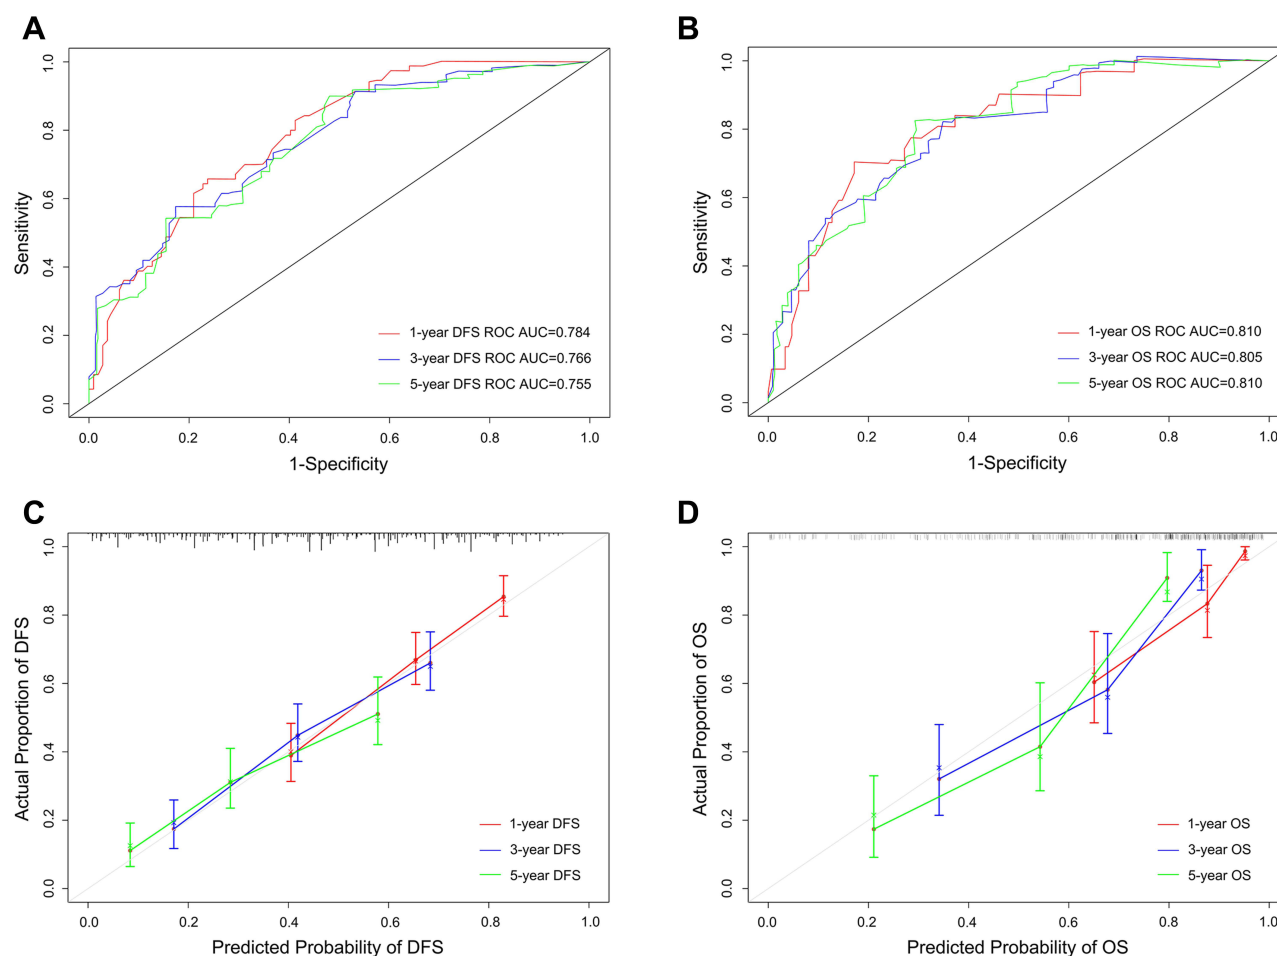 A
Sensitivity
0.0
0.2
0.4
0.6
0.8
1.0
1-year DFS ROC AUC=0.784
3-year DFS ROC AUC=0.766
5-year DFS ROC AUC=0.755
0.0 0.2 0.4 0.6 0.8 1.0
1-Specificity
B
Sensitivity
0.0
0.2
0.4
0.6
0.8
1.0
1-year OS ROC AUC=0.810
3-year OS ROC AUC=0.805
5-year OS ROC AUC=0.810
0.0 0.2 0.4 0.6 0.8 1.0
1-Specificity
C
Actual Proportion of DFS
0.0
0.2
0.4
0.6
0.8
1.0
1-year DFS
3-year DFS
5-year DFS
0.0 0.2 0.4 0.6 0.8 1.0
Predicted Probability of DFS
D
Actual Proportion of OS
0.0
0.2
0.4
0.6
0.8
1.0
1-year OS
3-year OS
5-year OS
0.0 0.2 0.4 0.6 0.8 1.0
Predicted Probability of OS